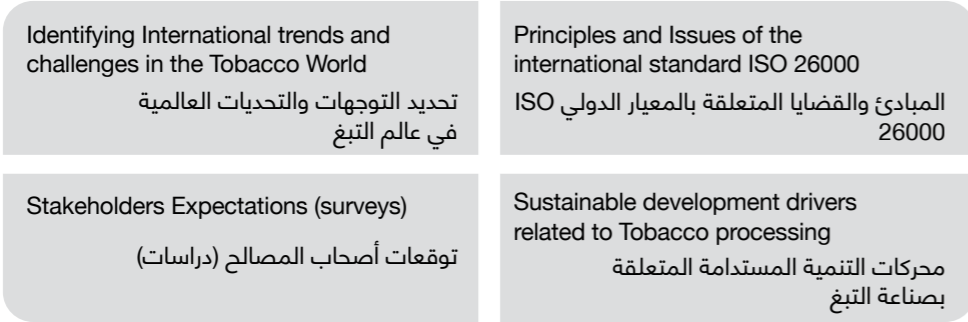 Identifying International trends and
challenges in the Tobacco World
تحديد التوجهات والتحديات العالمية
في عالم التبغ
Principles and Issues of the
international standard ISO 26000
المبادئ والقضايا المتعلقة بالمعيار الدولي ISO
26000
Stakeholders Expectations (surveys)
توقعات أصحاب المصالح (دراسات)
Sustainable development drivers
related to Tobacco processing
محركات التنمية المستدامة المتعلقة
بصناعة التبغ